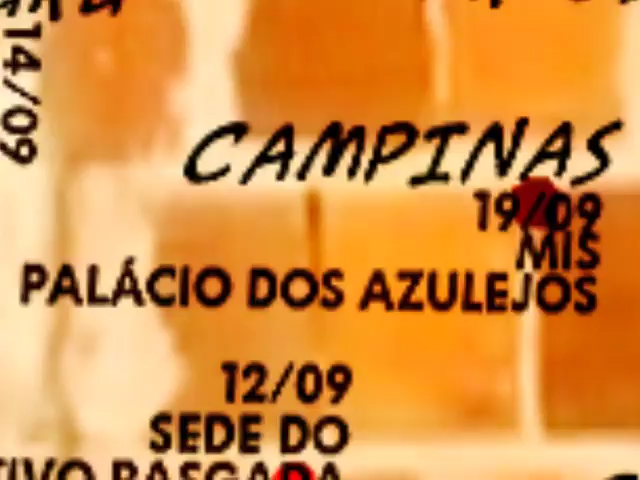 14/09
CAMPINAS
19/09
MIS
PALÁCIO DOS AZULEJOS
12/09
SEDE DO